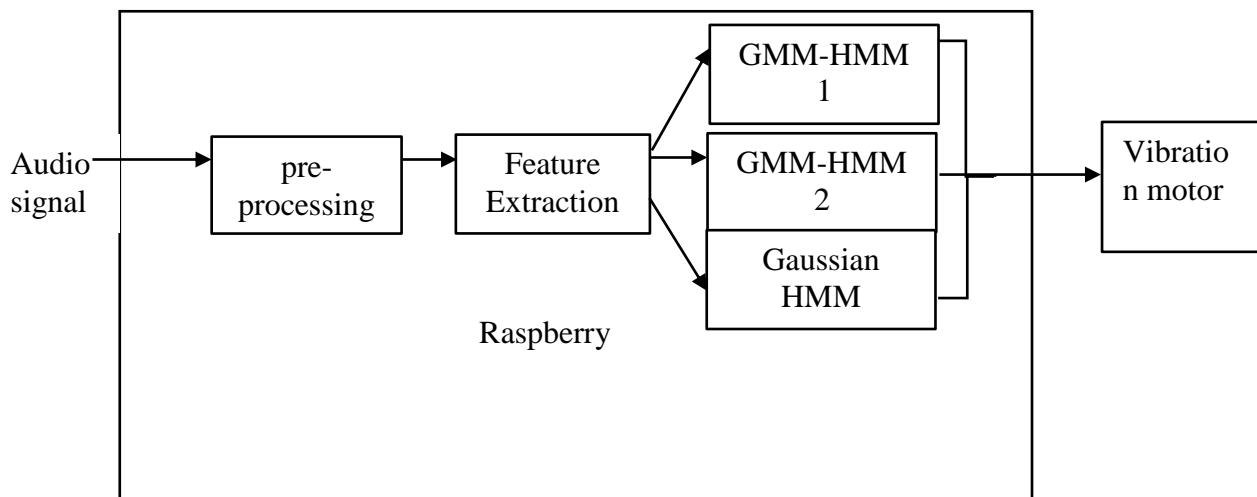 Audio
signal
pre-
processing
Feature
Extraction
GMM-HMM
1
GMM-HMM
2
Gaussian
HMM
Raspberry
Vibratio
n motor